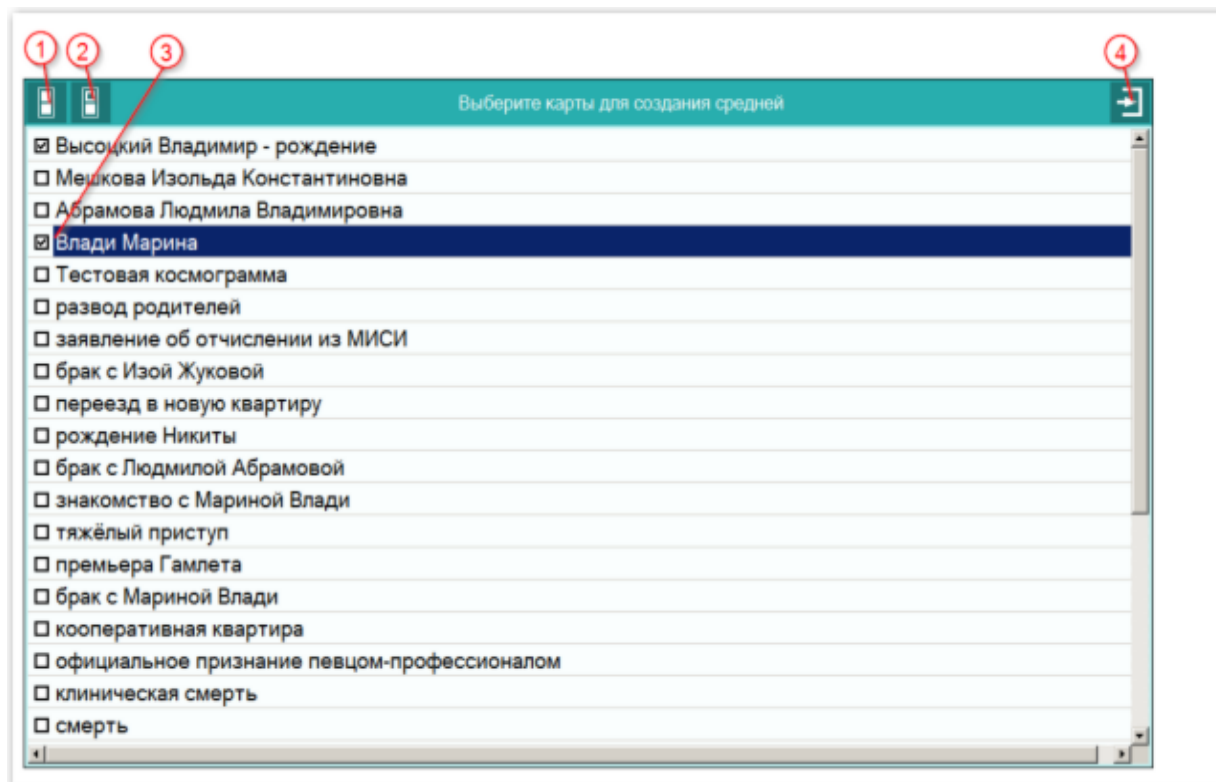 1 2 3 4
Выберите карты для создания средней
Высоцкий Владимир - рождение
Мешкова Изольда Константиновна
Абрамова Людмила Владимировна
Влади Марина
Тестовая космограмма
развод родителей
заявление об отчислении из МИСИ
брак с Изой Жуковой
переезд в новую квартиру
рождение Никиты
брак с Людмилой Абрамовой
знакомство с Мариной Влади
тяжёлый приступ
премьера Гамлета
брак с Мариной Влади
кооперативная квартира
официальное признание певцом-профессионалом
клиническая смерть
смерть